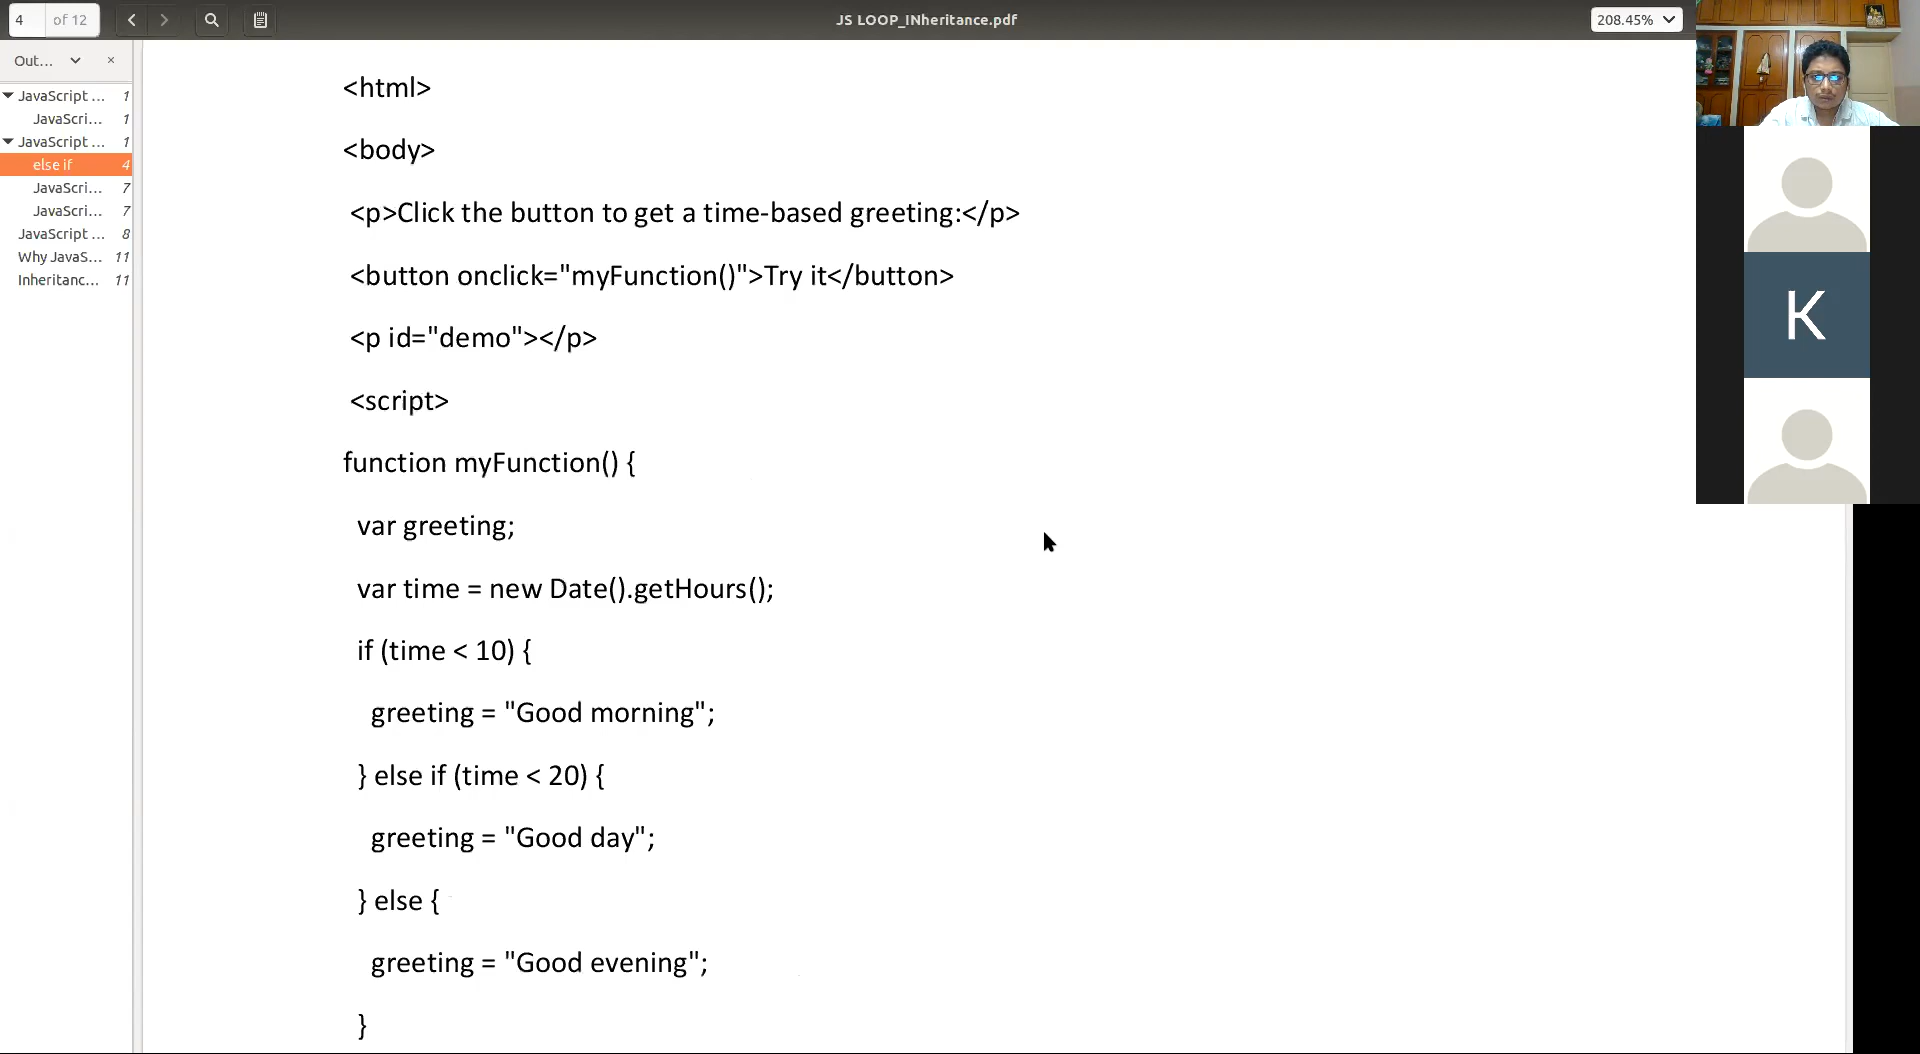 4 of 12
JS LOOP_INheritance.pdf
208.45%
Out...
JavaScript ... 1
JavaScri... 1
JavaScript ... 1
else if 4
JavaScri... 7
JavaScri... 7
JavaScript ... 8
Why JavaS... 11
Inheritanc... 11
<html>
<body>
<p>Click the button to get a time-based greeting:</p>
<button onclick="myFunction()">Try it</button>
<p id="demo"></p>
<script>
function myFunction() {
var greeting;
var time = new Date().getHours();
if (time < 10) {
greeting = "Good morning";
} else if (time < 20) {
greeting = "Good day";
} else {
greeting = "Good evening";
}
K